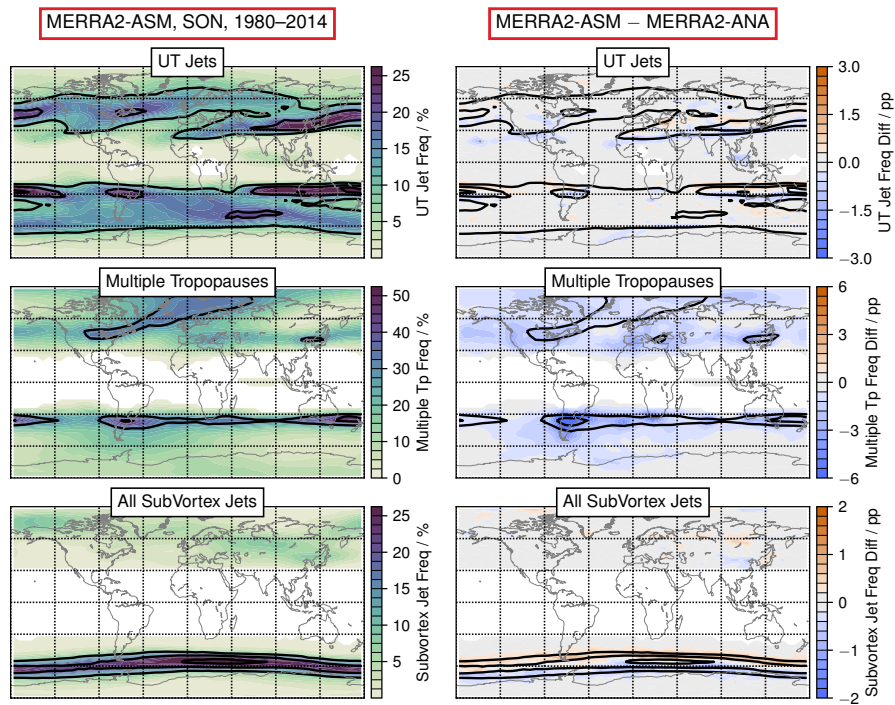 MERRA2-ASM, SON, 1980–2014
MERRA2-ASM − MERRA2-ANA
UT Jets
25
20
15
10
5
UT Jet Freq / %
UT Jets
3.0
1.5
0.0
−1.5
−3.0
UT Jet Freq Diff / pp
Multiple Tropopauses
50
40
30
20
10
0
Multiple Tp Freq / %
Multiple Tropopauses
6
3
0
−3
−6
Multiple Tp Freq Diff / pp
All SubVortex Jets
25
20
15
10
5
Subvortex Jet Freq / %
All SubVortex Jets
2
1
0
−1
−2
Subvortex Jet Freq Diff / pp